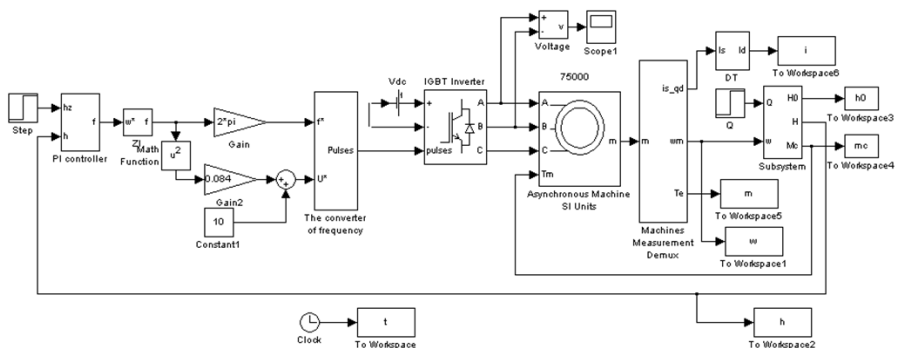 Step
hz
h
f
PI controller
w*
f
ZI
Math
Function
u²
2*pi
Gain
0.084
Gain2
10
Constant1
+
+
f*
U*
Pulses
The converter
of frequency
Vdc
IGBT Inverter
+
-
pulses
A
B
C
+
-
v
Voltage
Scope1
75000
A
B
C
Tm
m
Asynchronous Machine
SI Units
m
is_qd
wm
Te
Machines
Measurement
Demux
Is
Id
DT
i
To Workspace6
Q
Q
w
H0
H
Mc
Subsystem
h0
To Workspace3
mc
To Workspace4
m
To Workspace5
w
To Workspace1
Clock
t
To Workspace
h
To Workspace2